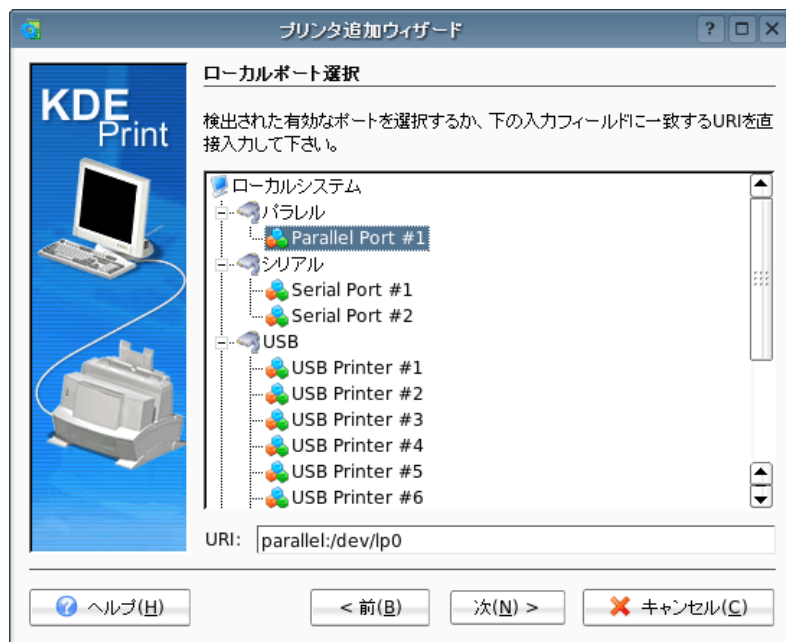 プリンタ追加ウィザード
KDE
Print
ローカルポート選択
検出された有効なポートを選択するか、下の入力フィールドに一致するURIを直
接入力して下さい。
ローカルシステム
パラレル
Parallel Port #1
シリアル
Serial Port #1
Serial Port #2
USB
USB Printer #1
USB Printer #2
USB Printer #3
USB Printer #4
USB Printer #5
USB Printer #6
URI: parallel:/dev/lp0
ヘルプ(H) < 前(B) 次(N) > キャンセル(C)